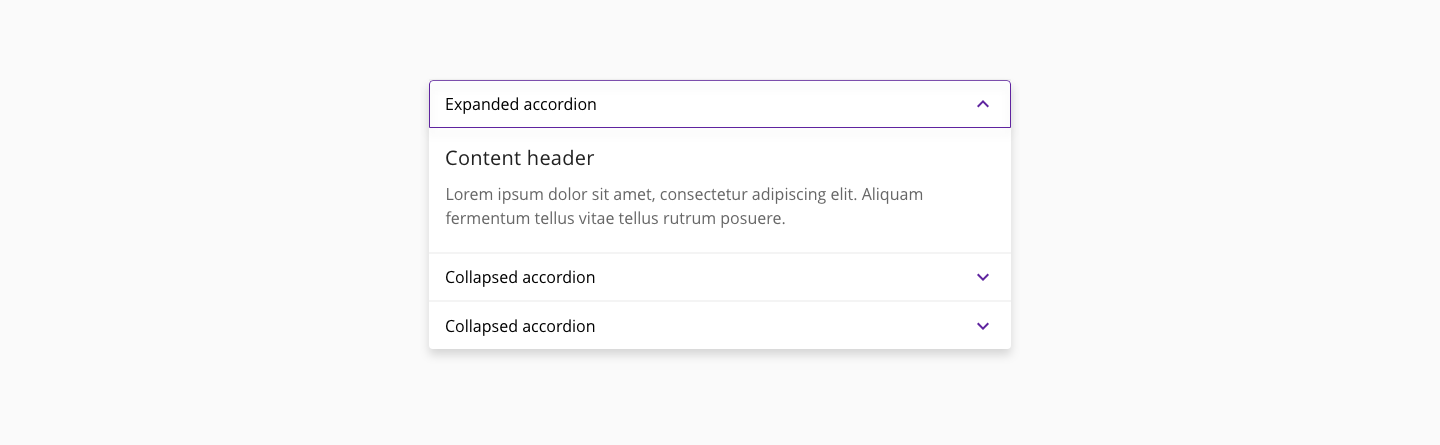 Expanded accordion
Content header
Lorem ipsum dolor sit amet, consectetur adipiscing elit. Aliquam
fermentum tellus vitae tellus rutrum posuere.
Collapsed accordion
Collapsed accordion